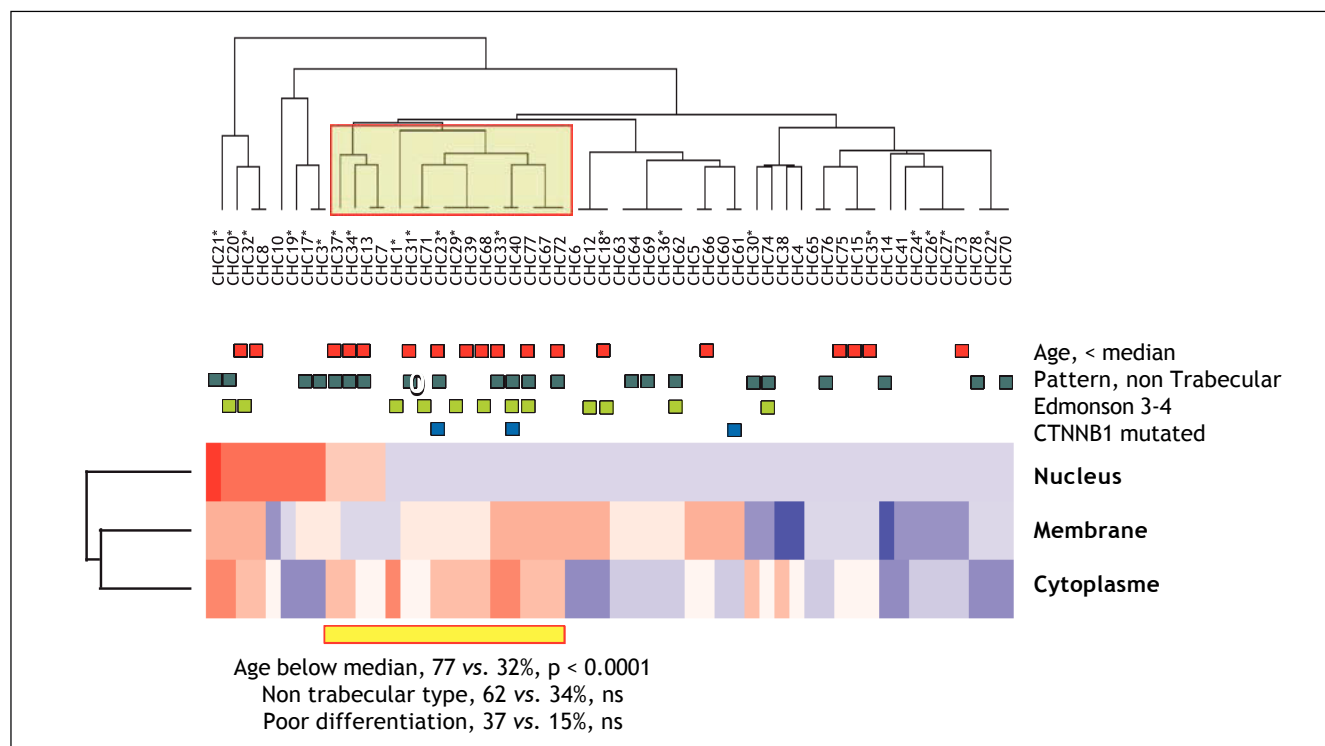 CHC21*
CHC20*
CHC32*
CHC8
CHC10
CHC19*
CHC17*
CHC3*
CHC37*
CHC34*
CHC13
CHC7
CHC1*
CHC31*
CHC71
CHC23*
CHC29*
CHC39
CHC68
CHC33*
CHC40
CHC77
CHC67
CHC72
CHC6
CHC12
CHC18*
CHC63
CHC64
CHC69
CHC36*
CHC62
CHC5
CHC66
CHC60
CHC61
CHC30*
CHC74
CHC38
CHC4
CHC65
CHC76
CHC75
CHC15
CHC35*
CHC14
CHC41
CHC24*
CHC26*
CHC27*
CHC73
CHC78
CHC22*
CHC70
Age, < median
0
Pattern, non Trabecular
Edmonson 3-4
CTNNB1 mutated
Nucleus
Membrane
Cytoplasme
Age below median, 77 vs. 32%, p < 0.0001
Non trabecular type, 62 vs. 34%, ns
Poor differentiation, 37 vs. 15%, ns